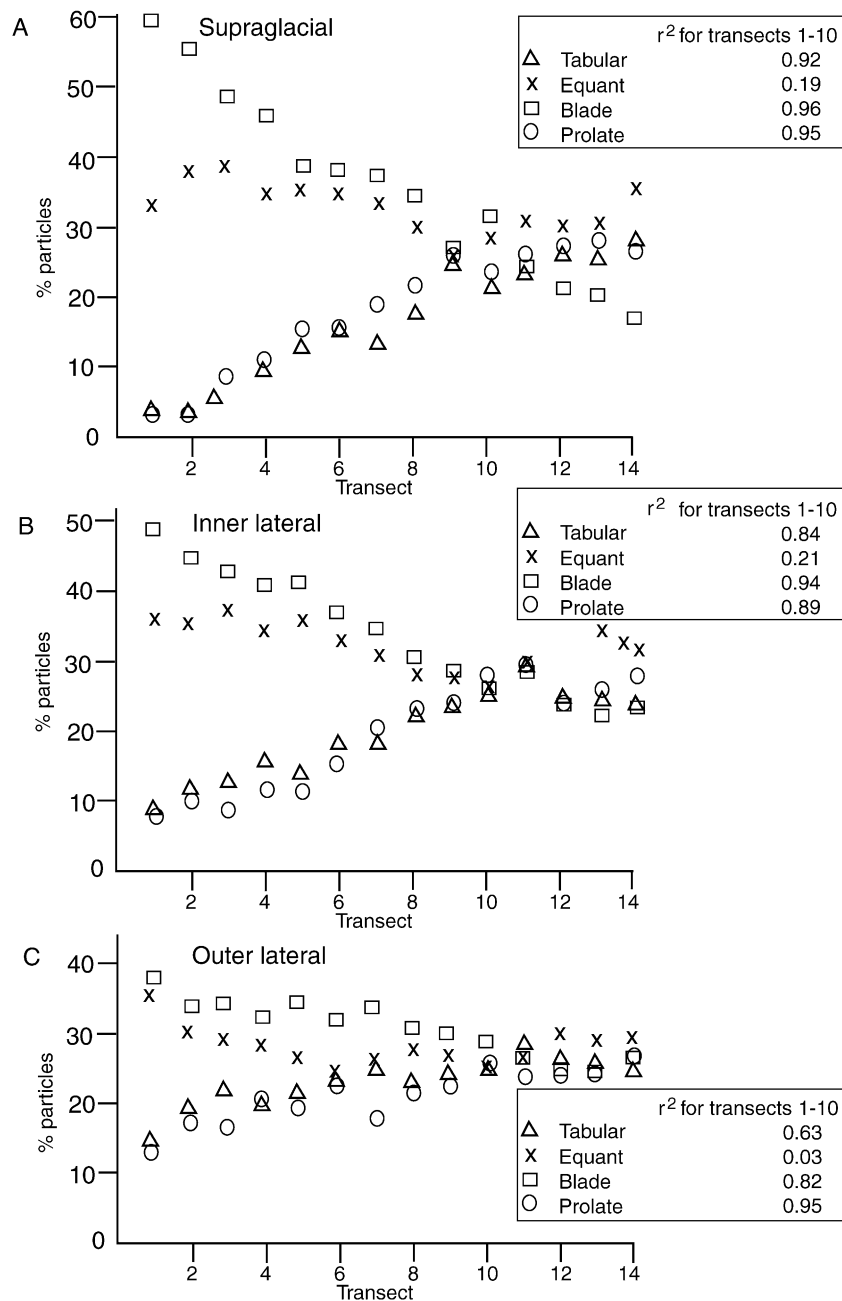 A
Supraglacial
r2 for transects 1-10
Tabular 0.92
Equant 0.19
Blade 0.96
Prolate 0.95
60
50
40
30
20
10
0
% particles
2 4 6 8 10 12 14
Transect
B
Inner lateral
r2 for transects 1-10
Tabular 0.84
Equant 0.21
Blade 0.94
Prolate 0.89
50
40
30
20
10
0
% particles
2 4 6 8 10 12 14
Transect
C
Outer lateral
40
30
20
10
0
% particles
r2 for transects 1-10
Tabular 0.63
Equant 0.03
Blade 0.82
Prolate 0.95
2 4 6 8 10 12 14
Transect